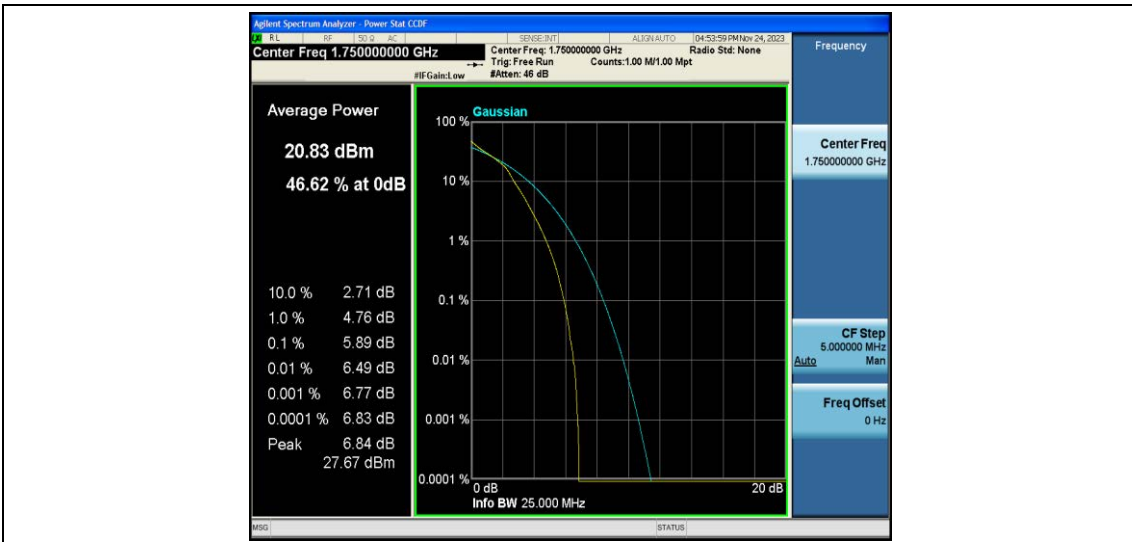 Agilent Spectrum Analyzer - Power Stat CCDF
RL RF 50 Ω AC SENSE:INT ALIGN AUTO 04:53:59 PM Nov 24, 2023
Center Freq 1.750000000 GHz
Center Freq: 1.750000000 GHz Radio Std: None
Trig: Free Run Counts:1.00 M/1.00 Mpt
#IFGain:Low #Atten: 46 dB
Frequency
Average Power
20.83 dBm
46.62 % at 0dB
10.0 % 2.71 dB
1.0 % 4.76 dB
0.1 % 5.89 dB
0.01 % 6.49 dB
0.001 % 6.77 dB
0.0001 % 6.83 dB
Peak 6.84 dB
27.67 dBm
Gaussian
100 %
10 %
1 %
0.1 %
0.01 %
0.001 %
0.0001 %
0 dB 20 dB
Info BW 25.000 MHz
Center Freq
1.750000000 GHz
CF Step
5.000000 MHz
Auto Man
Freq Offset
0 Hz
MSG STATUS